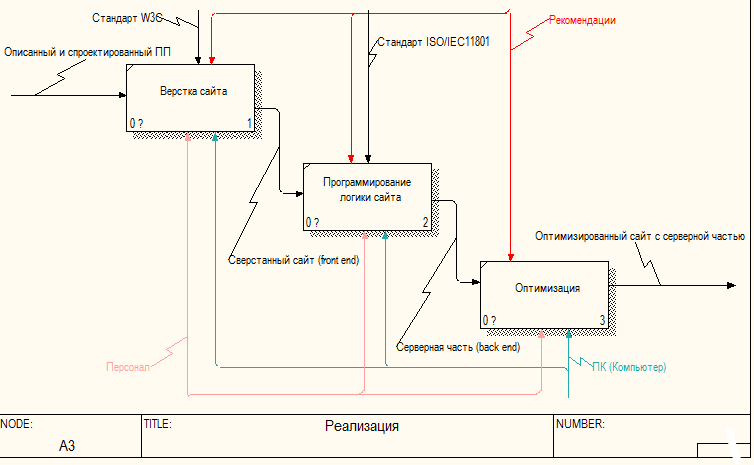 Стандарт W3C
Рекомендации
Стандарт ISO/IEC11801
Описанный и спроектированный ПП
Верстка сайта
0 ?
1
Программирование
логики сайта
0 ?
2
Оптимизированный сайт с серверной частью
Сверстанный сайт (front end)
Оптимизация
0 ?
3
Серверная часть (back end)
Персонал
ПК (Компьютер)
NODE:
TITLE:
Реализация
NUMBER:
A3